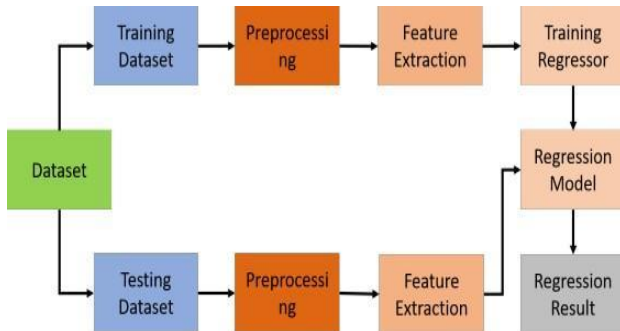 Training
Dataset
Preprocessi
ng
Feature
Extraction
Training
Regressor
Dataset
Regression
Model
Testing
Dataset
Preprocessi
ng
Feature
Extraction
Regression
Result